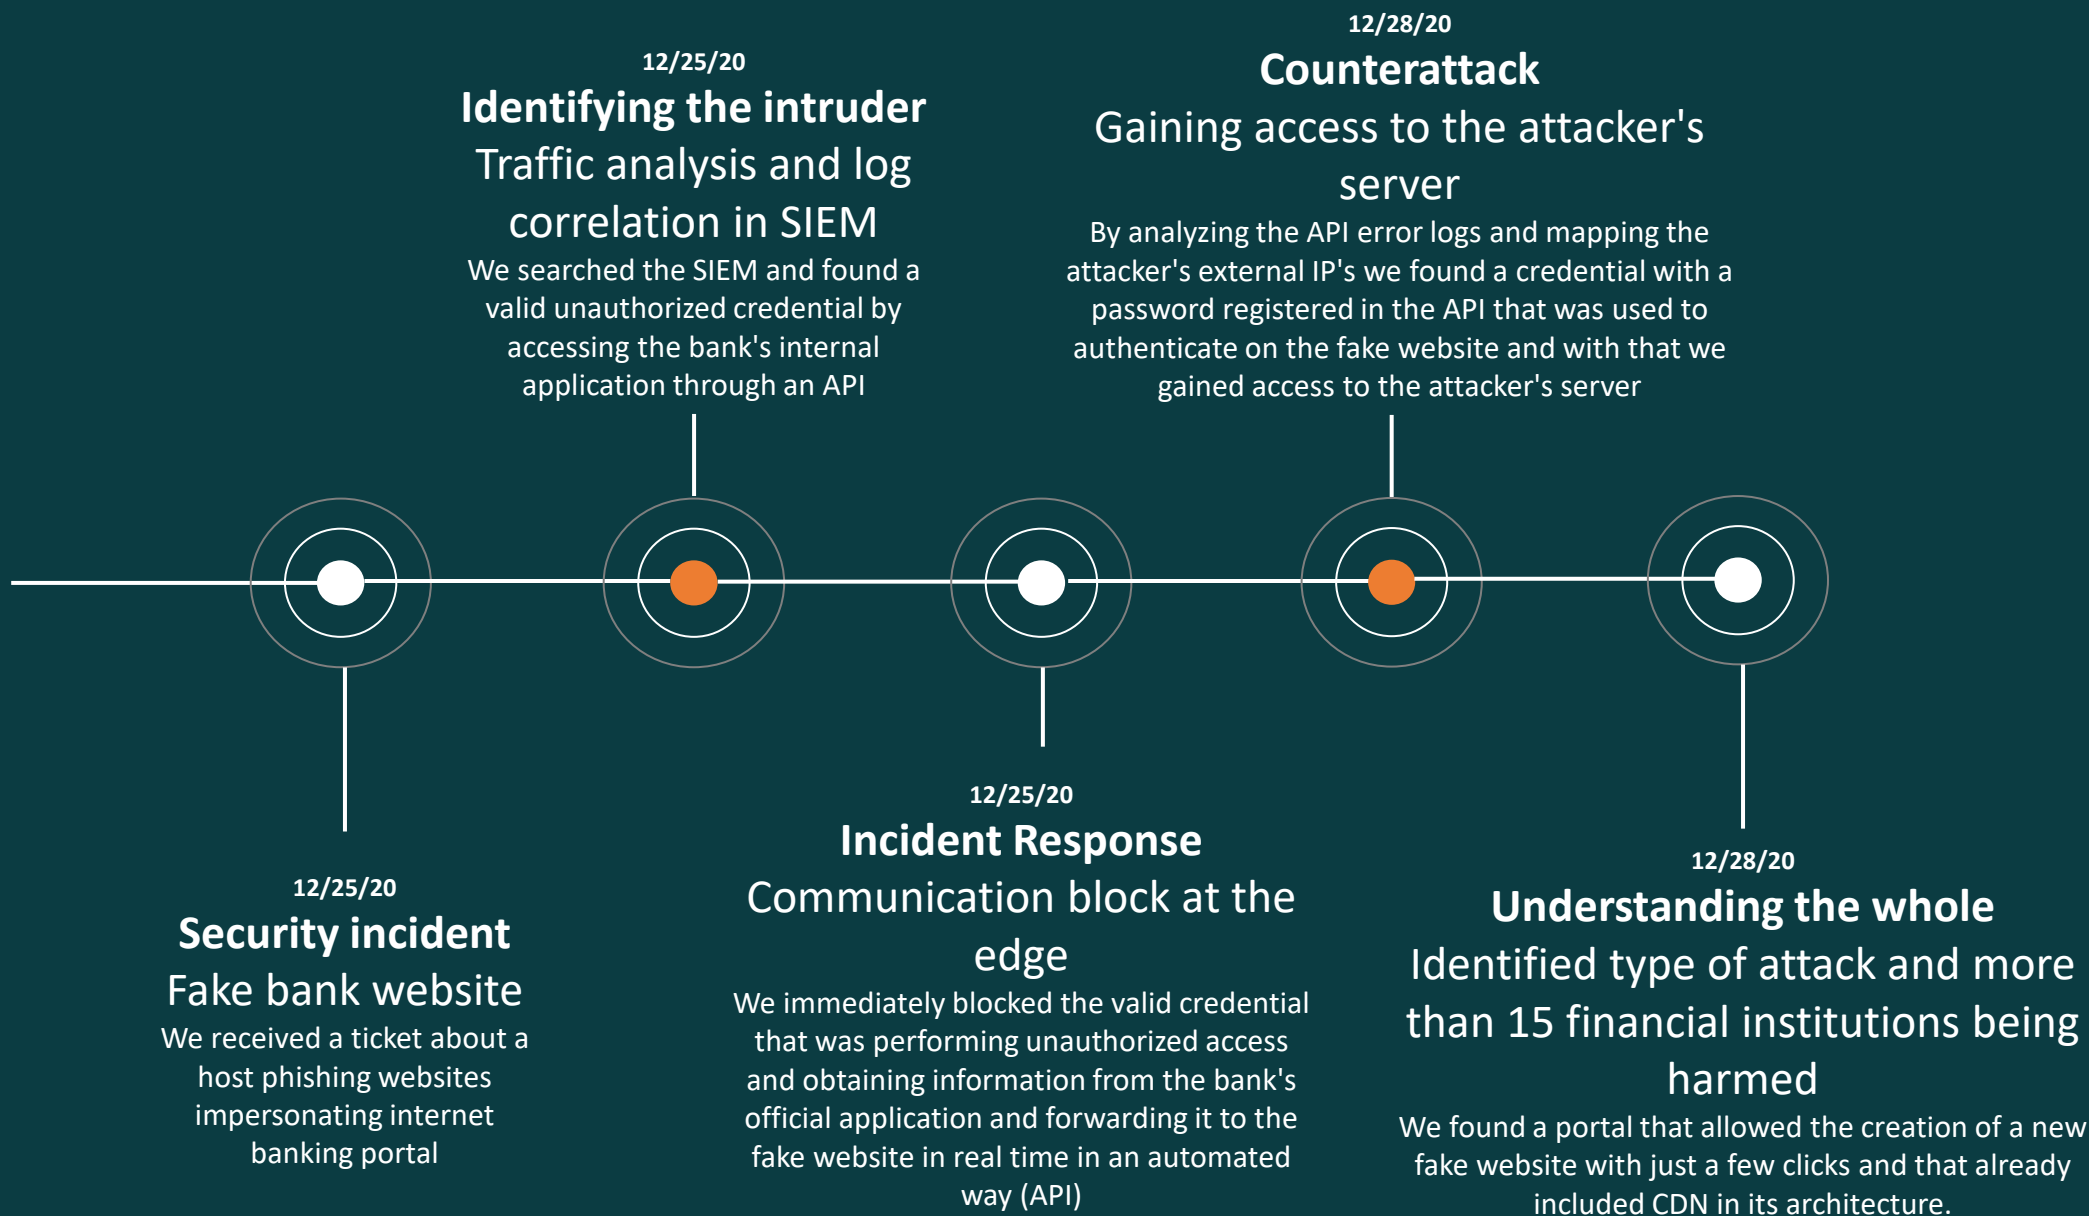 12/25/20
Security incident
Fake bank website
We received a ticket about a
host phishing websites
impersonating internet
banking portal
12/25/20
Identifying the intruder
Traffic analysis and log
correlation in SIEM
We searched the SIEM and found a
valid unauthorized credential by
accessing the bank's internal
application through an API
12/25/20
Incident Response
Communication block at the
edge
We immediately blocked the valid credential
that was performing unauthorized access
and obtaining information from the bank's
official application and forwarding it to the
fake website in real time in an automated
way (API)
12/28/20
Counterattack
Gaining access to the attacker's
server
By analyzing the API error logs and mapping the
attacker's external IP's we found a credential with a
password registered in the API that was used to
authenticate on the fake website and with that we
gained access to the attacker's server
12/28/20
Understanding the whole
Identified type of attack and more
than 15 financial institutions being
harmed
We found a portal that allowed the creation of a new
fake website with just a few clicks and that already
included CDN in its architecture.